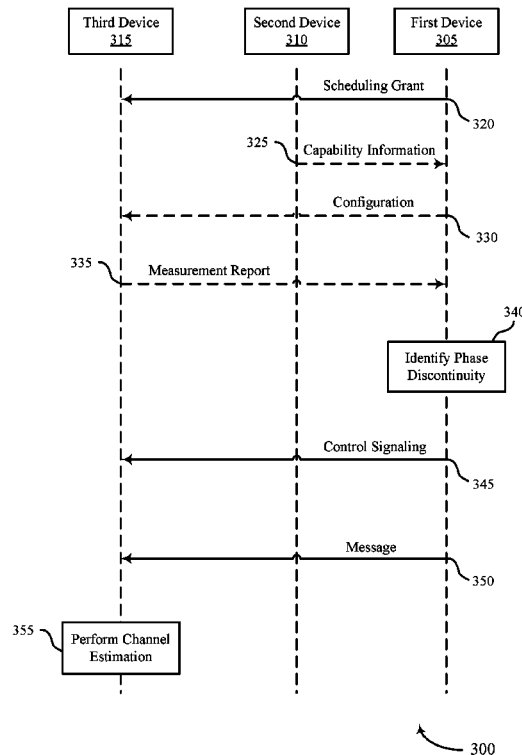 Third Device
315
Second Device
310
First Device
305
Scheduling Grant
320
325
Capability Information
Configuration
330
335
Measurement Report
340
Identify Phase
Discontinuity
Control Signaling
345
Message
350
355
Perform Channel
Estimation
300